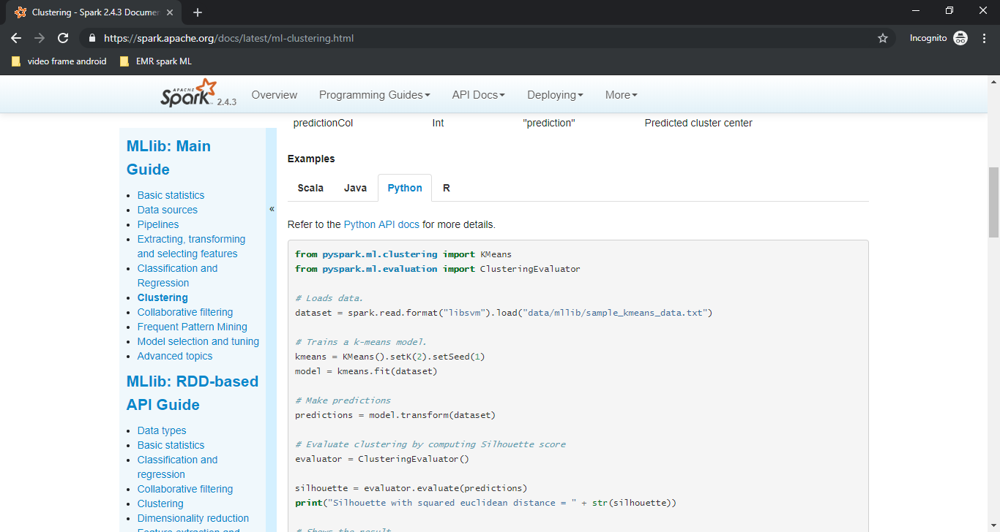 Clustering - Spark 2.4.3 Documen
https://spark.apache.org/docs/latest/ml-clustering.html
Incognito
video frame android
EMR spark ML
APACHE
Spark 2.4.3
Overview
Programming Guides
API Docs
Deploying
More
predictionCol Int "prediction" Predicted cluster center
MLlib: Main
Guide
Basic statistics
Data sources
Pipelines
Extracting, transforming
and selecting features
Classification and
Regression
Clustering
Collaborative filtering
Frequent Pattern Mining
Model selection and tuning
Advanced topics
MLlib: RDD-based
API Guide
Data types
Basic statistics
Classification and
regression
Collaborative filtering
Clustering
Dimensionality reduction
Feature extraction and
«
Examples
Scala Java Python R
Refer to the Python API docs for more details.
from pyspark.ml.clustering import KMeans
from pyspark.ml.evaluation import ClusteringEvaluator
# Loads data.
dataset = spark.read.format("libsvm").load("data/mllib/sample_kmeans_data.txt")
# Trains a k-means model.
kmeans = KMeans().setK(2).setSeed(1)
model = kmeans.fit(dataset)
# Make predictions
predictions = model.transform(dataset)
# Evaluate clustering by computing Silhouette score
evaluator = ClusteringEvaluator()
silhouette = evaluator.evaluate(predictions)
print("Silhouette with squared euclidean distance = " + str(silhouette))
# Shows the result.